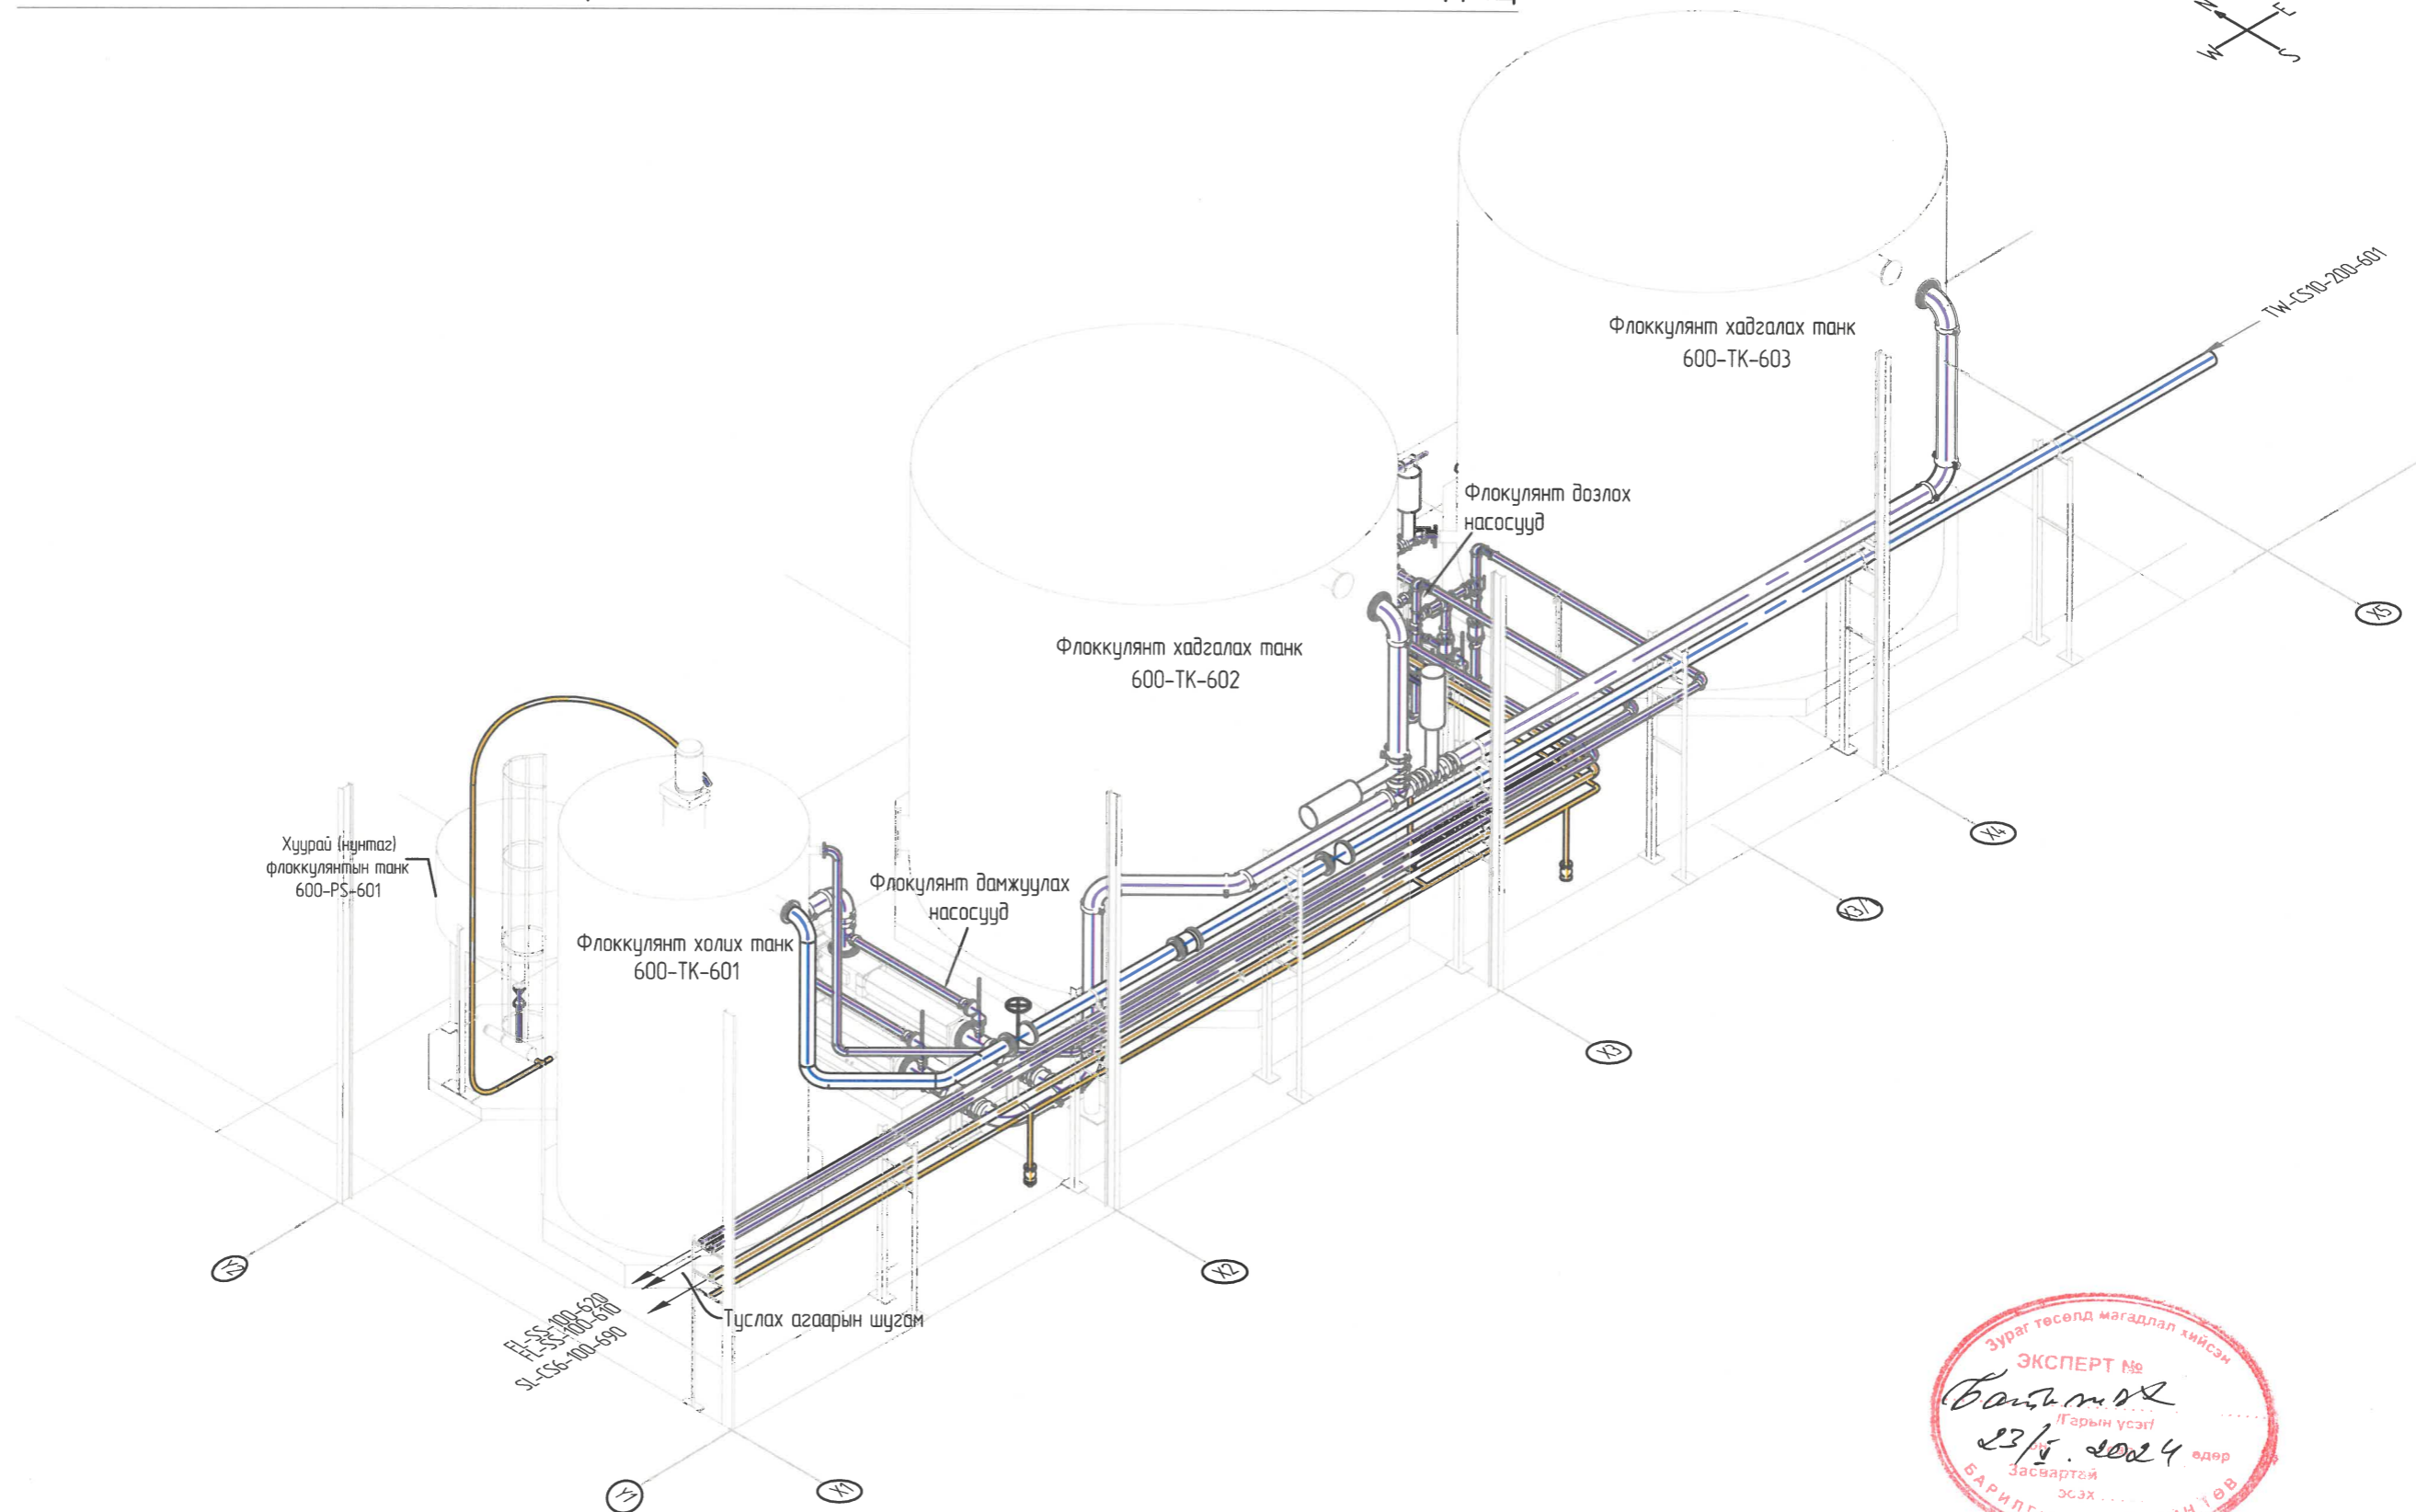 N
E
W
S
TW-CS10-200-601
Флоккулянт хадгалах танк
600-TK-603
Флокулянт дозлох
насосууд
X5
Флоккулянт хадгалах танк
600-TK-602
X4
Хуурай (нунтаг)
флоккулянтын танк
600-PS-601
Флокулянт дамжуулах
насосууд
X3/1
Флоккулянт холих танк
600-TK-601
X3
Y2
X2
FL-SS-100-620
FL-SS-100-610
SL-CS6-100-690
Туслах агаарын шугам
Y1
X1
Зураг төсөлд магадлал хийсэн
ЭКСПЕРТ №
/Гарын үсэг/
23/V. 2024 өдөр
Засвартай
эсэх